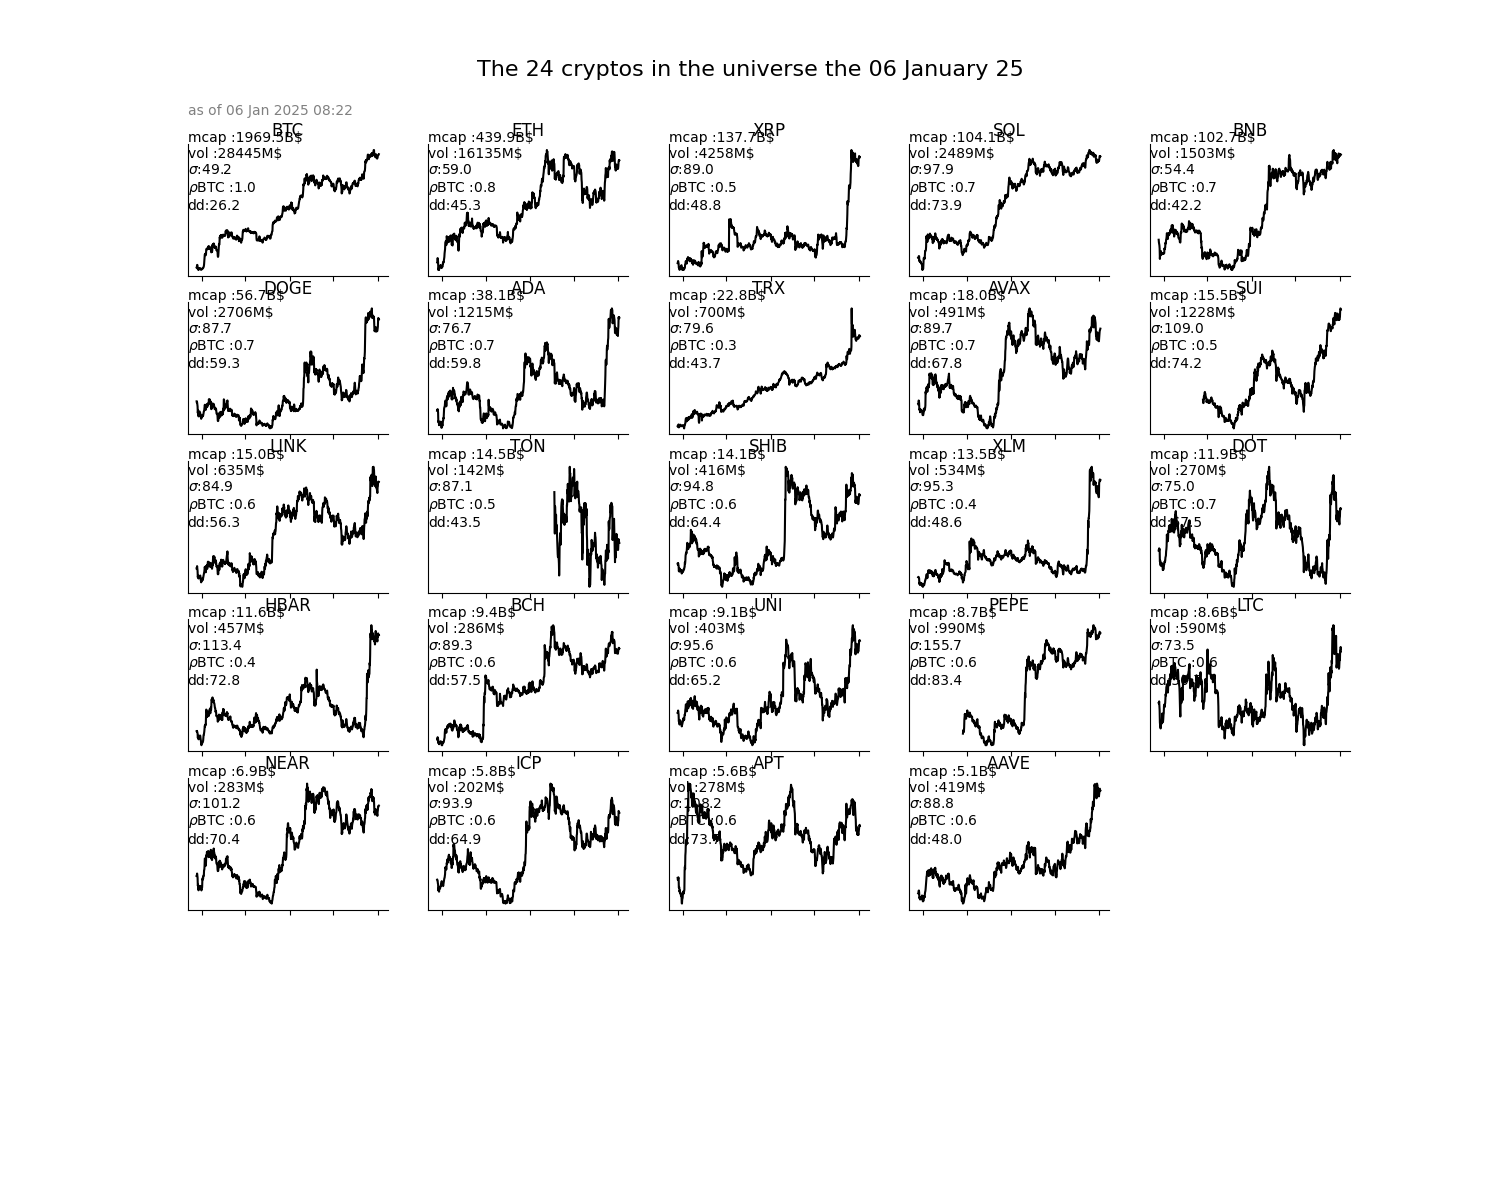 The 24 cryptos in the universe the 06 January 25
as of 06 Jan 2025 08:22
BTC
mcap :1969.5B$
vol :28445M$
σ:49.2
ρBTC :1.0
dd:26.2
ETH
mcap :439.9B$
vol :16135M$
σ:59.0
ρBTC :0.8
dd:45.3
XRP
mcap :137.7B$
vol :4258M$
σ:89.0
ρBTC :0.5
dd:48.8
SOL
mcap :104.1B$
vol :2489M$
σ:97.9
ρBTC :0.7
dd:73.9
BNB
mcap :102.7B$
vol :1503M$
σ:54.4
ρBTC :0.7
dd:42.2
DOGE
mcap :56.7B$
vol :2706M$
σ:87.7
ρBTC :0.7
dd:59.3
ADA
mcap :38.1B$
vol :1215M$
σ:76.7
ρBTC :0.7
dd:59.8
TRX
mcap :22.8B$
vol :700M$
σ:79.6
ρBTC :0.3
dd:43.7
AVAX
mcap :18.0B$
vol :491M$
σ:89.7
ρBTC :0.7
dd:67.8
SUI
mcap :15.5B$
vol :1228M$
σ:109.0
ρBTC :0.5
dd:74.2
LINK
mcap :15.0B$
vol :635M$
σ:84.9
ρBTC :0.6
dd:56.3
TON
mcap :14.5B$
vol :142M$
σ:87.1
ρBTC :0.5
dd:43.5
SHIB
mcap :14.1B$
vol :416M$
σ:94.8
ρBTC :0.6
dd:64.4
XLM
mcap :13.5B$
vol :534M$
σ:95.3
ρBTC :0.4
dd:48.6
DOT
mcap :11.9B$
vol :270M$
σ:75.0
ρBTC :0.7
HBAR
mcap :11.6B$
vol :457M$
σ:113.4
ρBTC :0.4
dd:72.8
BCH
mcap :9.4B$
vol :286M$
σ:89.3
ρBTC :0.6
dd:57.5
UNI
mcap :9.1B$
vol :403M$
σ:95.6
ρBTC :0.6
dd:65.2
PEPE
mcap :8.7B$
vol :990M$
σ:155.7
ρBTC :0.6
dd:83.4
LTC
mcap :8.6B$
vol :590M$
σ:73.5
ρBTC :0.6
NEAR
mcap :6.9B$
vol :283M$
σ:101.2
ρBTC :0.6
dd:70.4
ICP
mcap :5.8B$
vol :202M$
σ:93.9
ρBTC :0.6
dd:64.9
APT
mcap :5.6B$
vol :278M$
σ:108.2
ρBTC :0.6
AAVE
mcap :5.1B$
vol :419M$
σ:88.8
ρBTC :0.6
dd:48.0